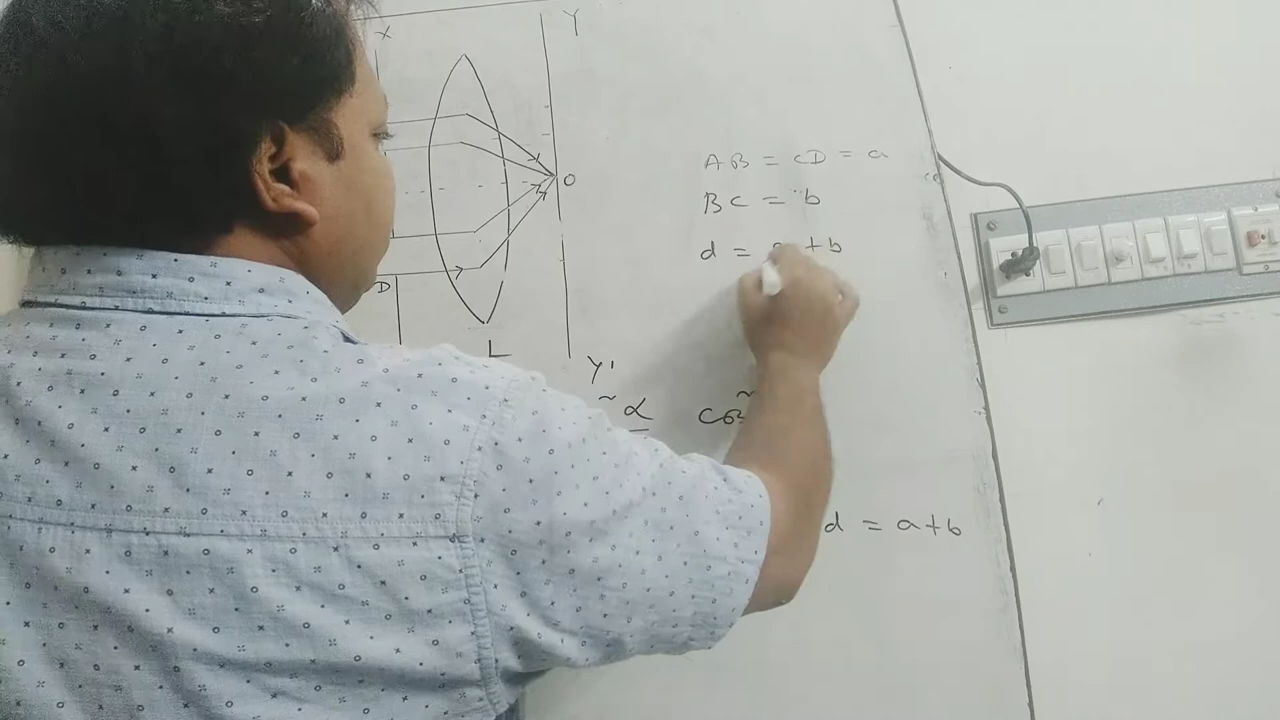 X Y
AB = CD = a
O
BC = b
d = a + b
D
L
Y'
~ α
d = a+b